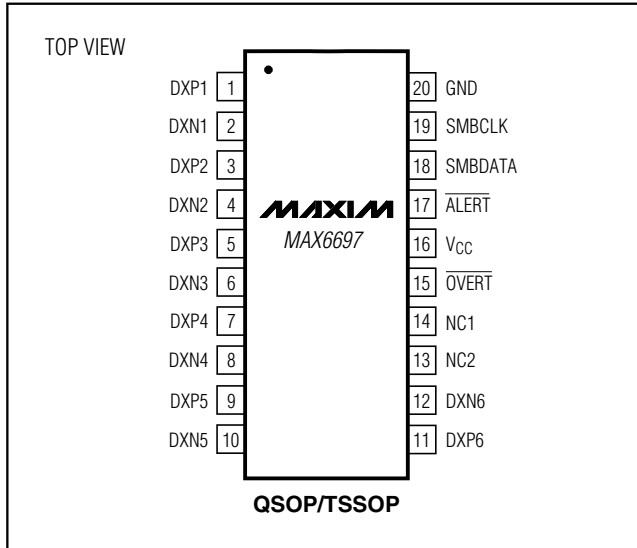 TOP VIEW
DXP1 1
DXN1 2
DXP2 3
DXN2 4
DXP3 5
DXN3 6
DXP4 7
DXN4 8
DXP5 9
DXN5 10
MAXIM
MAX6697
20 GND
19 SMBCLK
18 SMBDATA
17 ALERT
16 VCC
15 OVERT
14 NC1
13 NC2
12 DXN6
11 DXP6
QSOP/TSSOP